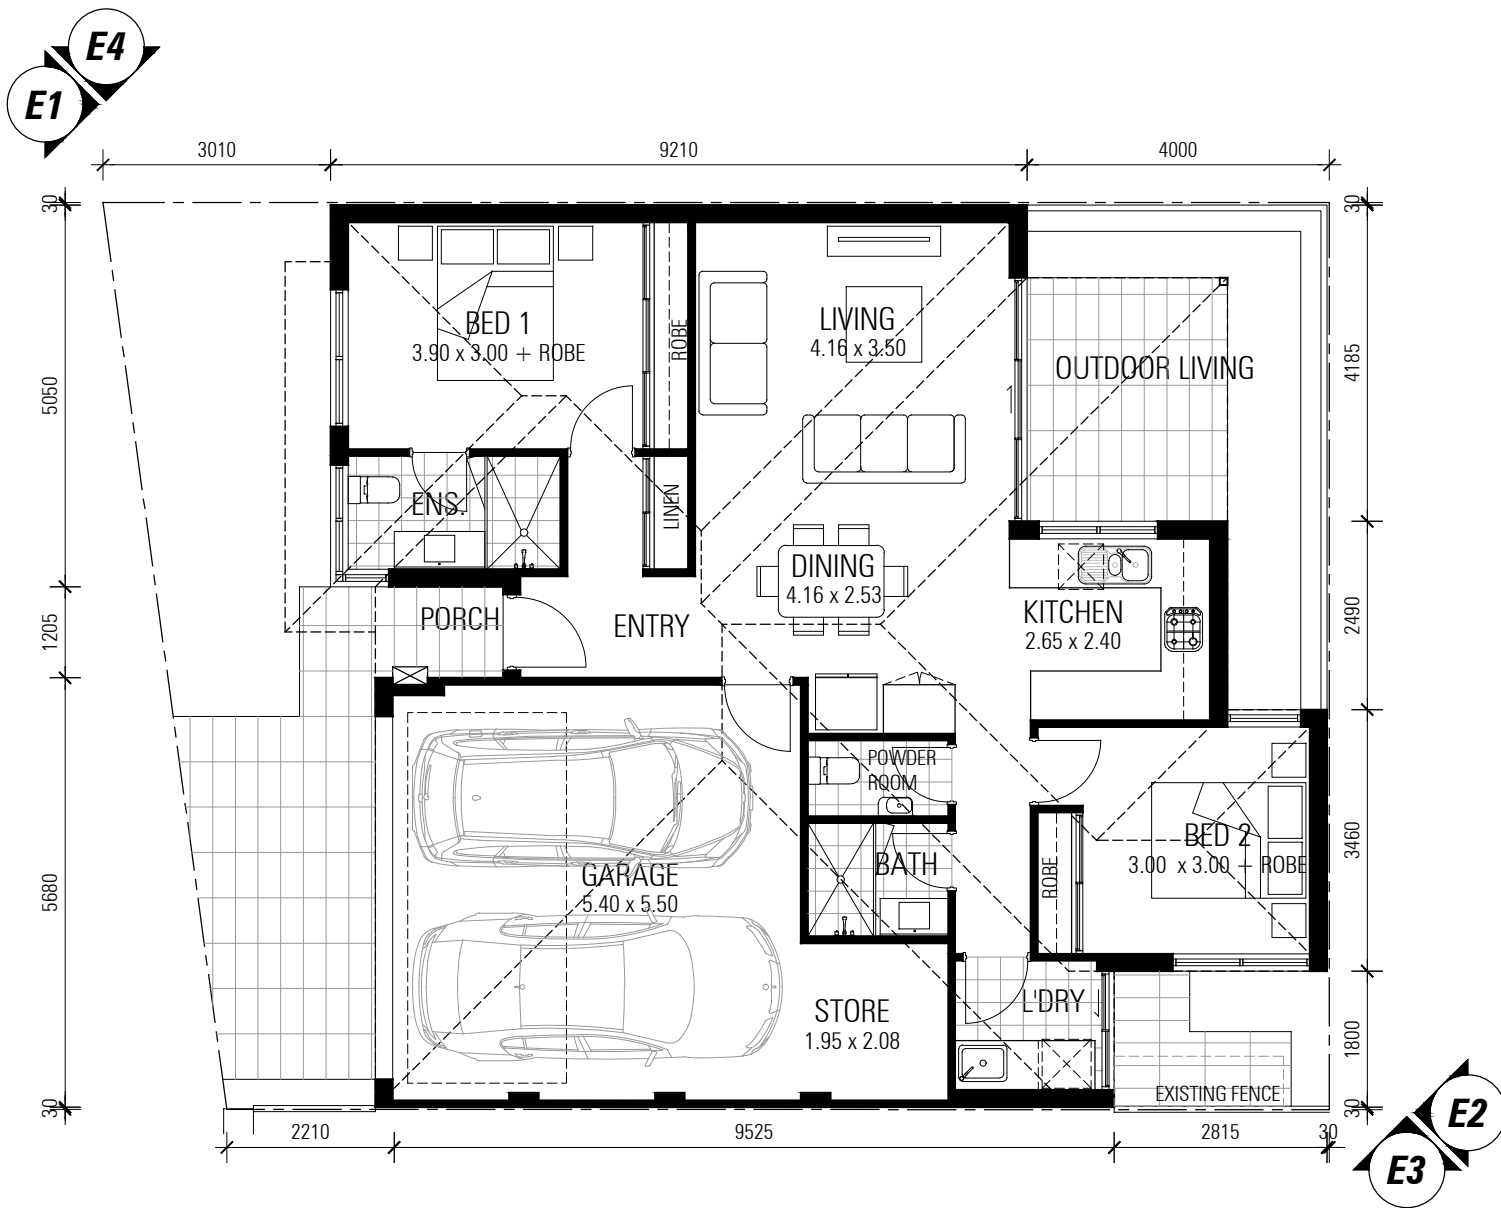 E4
E1
3010
9210
4000
30
30
5050
4185
BED 1
3.90 x 3.00 + ROBE
ROBE
LIVING
4.16 x 3.50
OUTDOOR LIVING
ENS.
LINEN
DINING
4.16 x 2.53
KITCHEN
2.65 x 2.40
1205
PORCH
ENTRY
2490
POWDER
ROOM
BATH
BED 2
3.00 x 3.00 + ROBE
ROBE
3460
5680
GARAGE
5.40 x 5.50
STORE
1.95 x 2.08
L'DRY
1800
EXISTING FENCE
30
30
2210
9525
2815
30
E2
E3